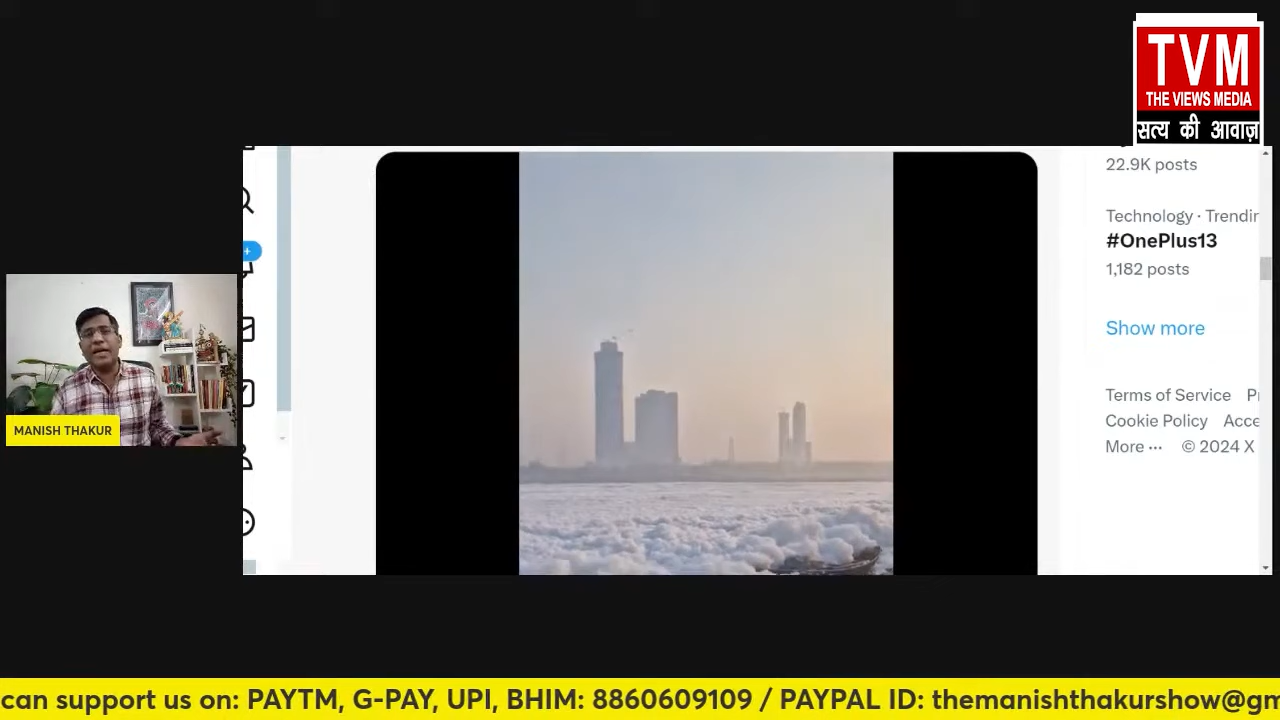 TVM
THE VIEWS MEDIA
सत्य की आवाज़
22.9K posts
Technology · Trendin
#OnePlus13
1,182 posts
Show more
Terms of Service
Cookie Policy Acce
More ··· © 2024 X
MANISH THAKUR
can support us on: PAYTM, G-PAY, UPI, BHIM: 8860609109 / PAYPAL ID: themanishthakurshow@gm